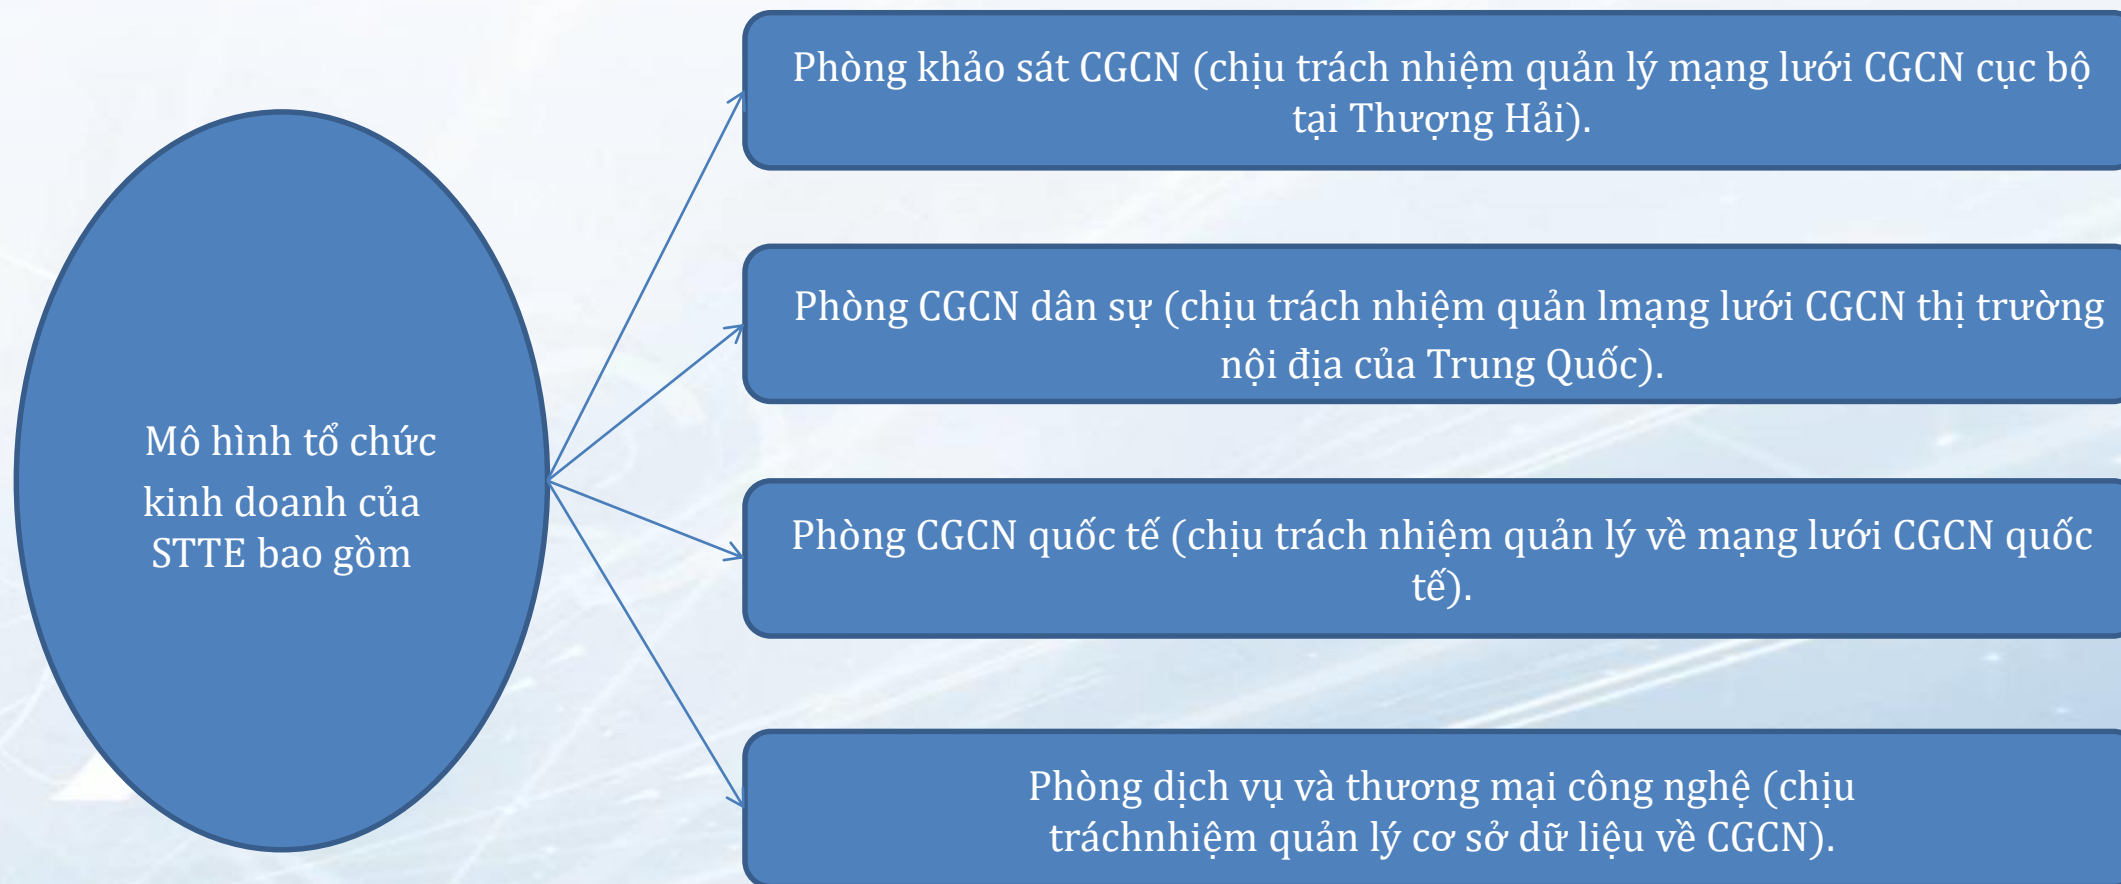 Mô hình tổ chức
kinh doanh của
STTE bao gồm
Phòng khảo sát CGCN (chịu trách nhiệm quản lý mạng lưới CGCN cục bộ
tại Thượng Hải).
Phòng CGCN dân sự (chịu trách nhiệm quản lmạng lưới CGCN thị trường
nội địa của Trung Quốc).
Phòng CGCN quốc tế (chịu trách nhiệm quản lý về mạng lưới CGCN quốc
tế).
Phòng dịch vụ và thương mại công nghệ (chịu
tráchnhiệm quản lý cơ sở dữ liệu về CGCN).